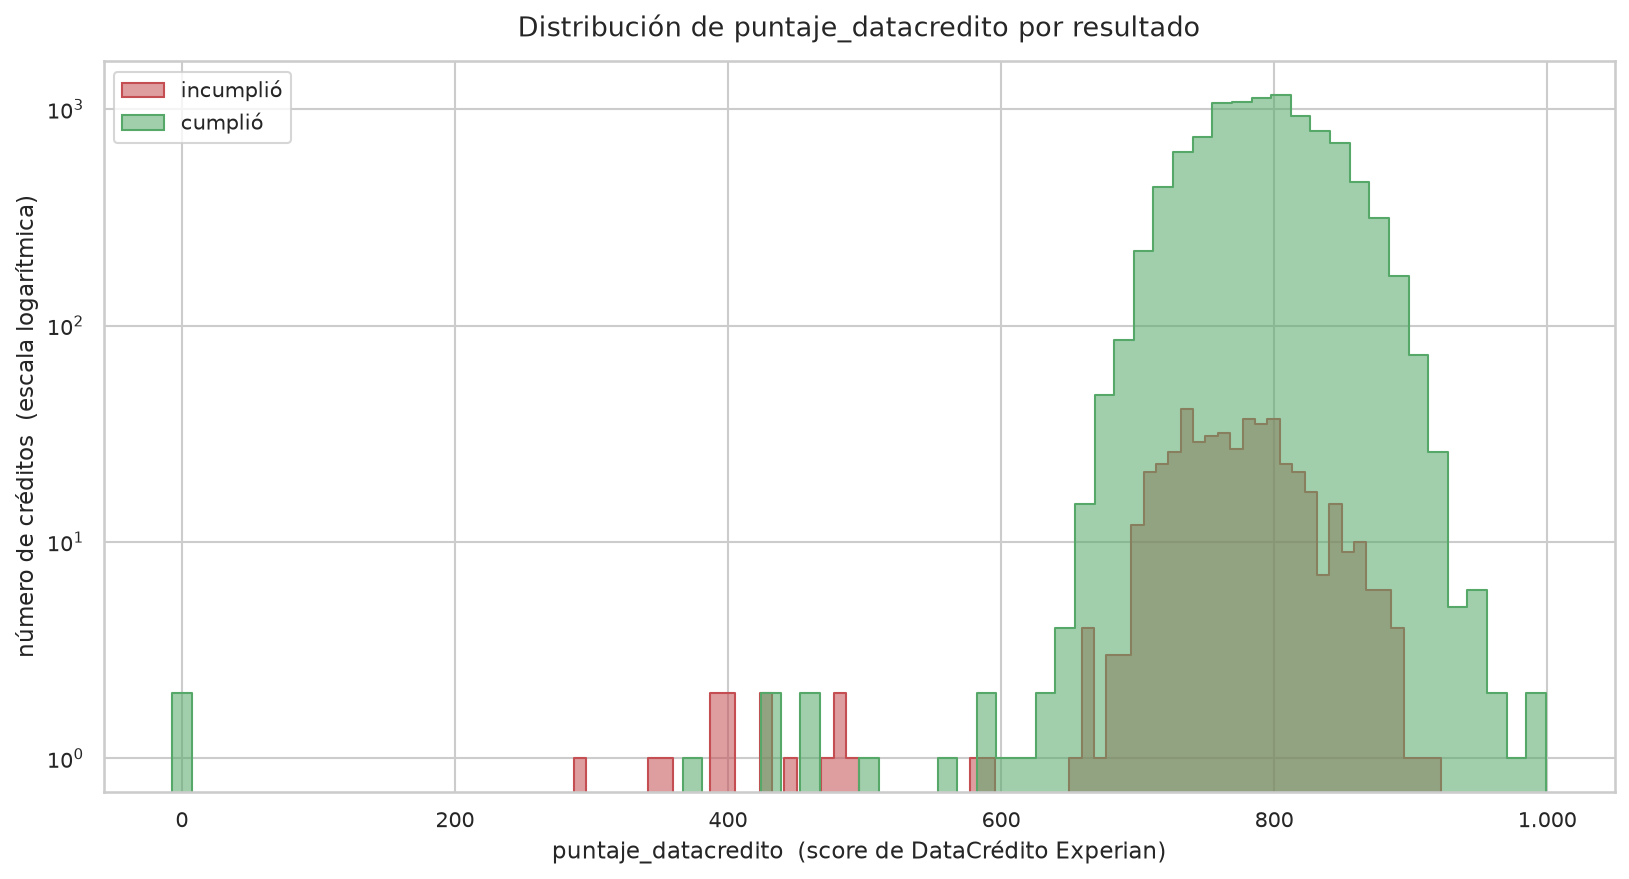 Distribución de puntaje_datacredito por resultado
incumplió
cumplió
número de créditos (escala logarítmica)
10³
10²
10¹
10⁰
0 200 400 600 800 1.000
puntaje_datacredito (score de DataCrédito Experian)